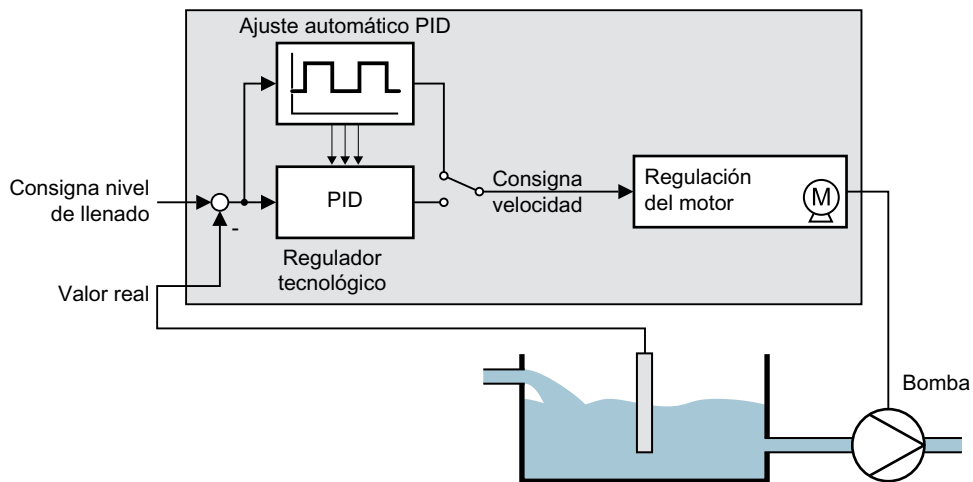 Ajuste automático PID
Consigna nivel
de llenado
PID
Consigna
velocidad
Regulación
del motor
M
-
Regulador
tecnológico
Valor real
Bomba